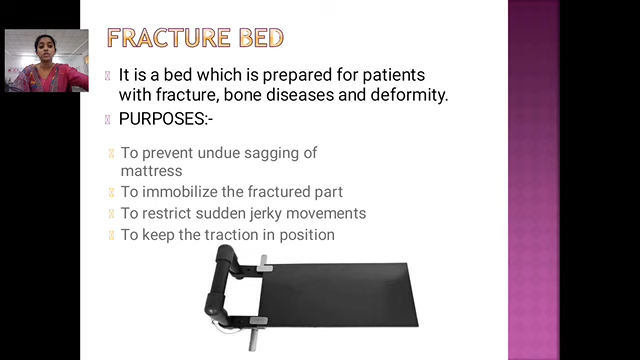 FRACTURE BED
It is a bed which is prepared for patients
with fracture, bone diseases and deformity.
PURPOSES:-
To prevent undue sagging of
mattress
To immobilize the fractured part
To restrict sudden jerky movements
To keep the traction in position